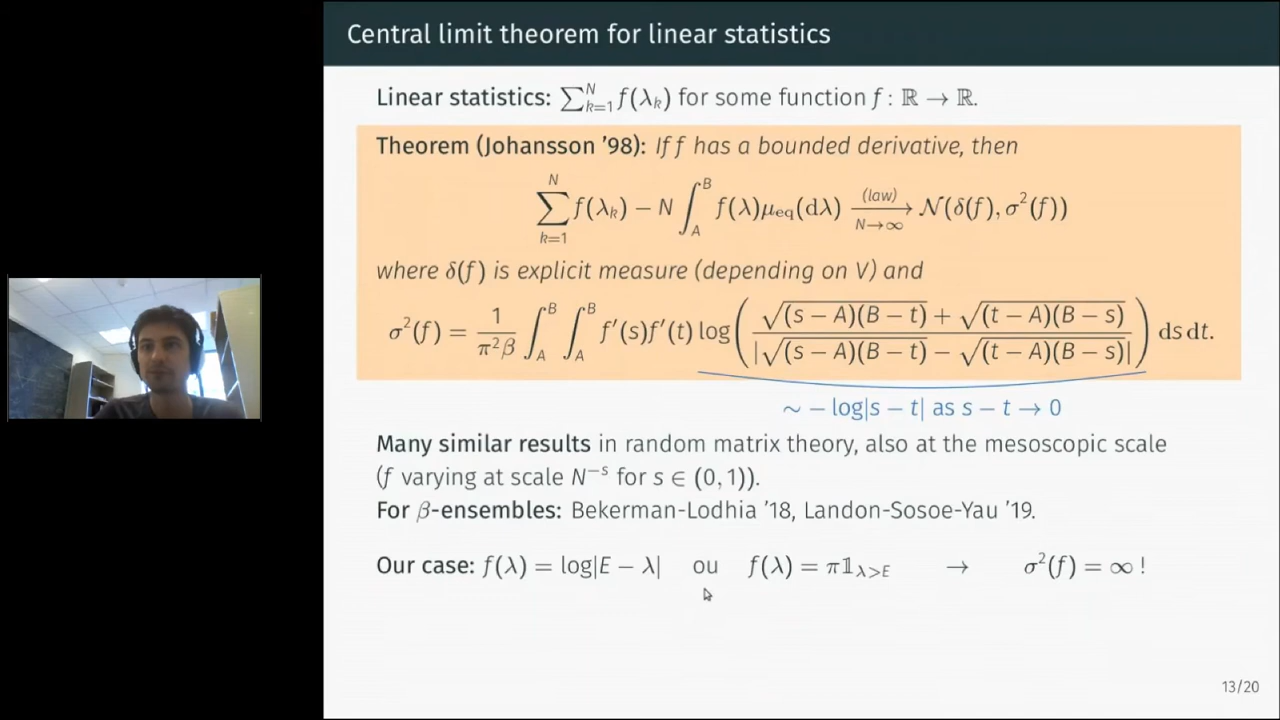 Central limit theorem for linear statistics
Linear statistics: ∑_{k=1}^N f(λ_k) for some function f : ℝ → ℝ.
Theorem (Johansson '98): If f has a bounded derivative, then
∑_{k=1}^N f(λ_k) − N ∫_A^B f(λ)μ_eq(dλ) \xrightarrow[N→∞]{(law)} 𝒩(δ(f), σ²(f))
where δ(f) is explicit measure (depending on V) and
σ²(f) = \frac{1}{π²β} ∫_A^B ∫_A^B f′(s)f′(t) log( \frac{√{(s − A)(B − t)} + √{(t − A)(B − s)}}{|√{(s − A)(B − t)} − √{(t − A)(B − s)}|} ) ds dt.
∼ − log|s − t| as s − t → 0
Many similar results in random matrix theory, also at the mesoscopic scale
(f varying at scale N^{−s} for s ∈ (0, 1)).
For β-ensembles: Bekerman-Lodhia '18, Landon-Sosoe-Yau '19.
Our case: f(λ) = log|E − λ| ou f(λ) = π𝟙_{λ>E} → σ²(f) = ∞ !
13/20